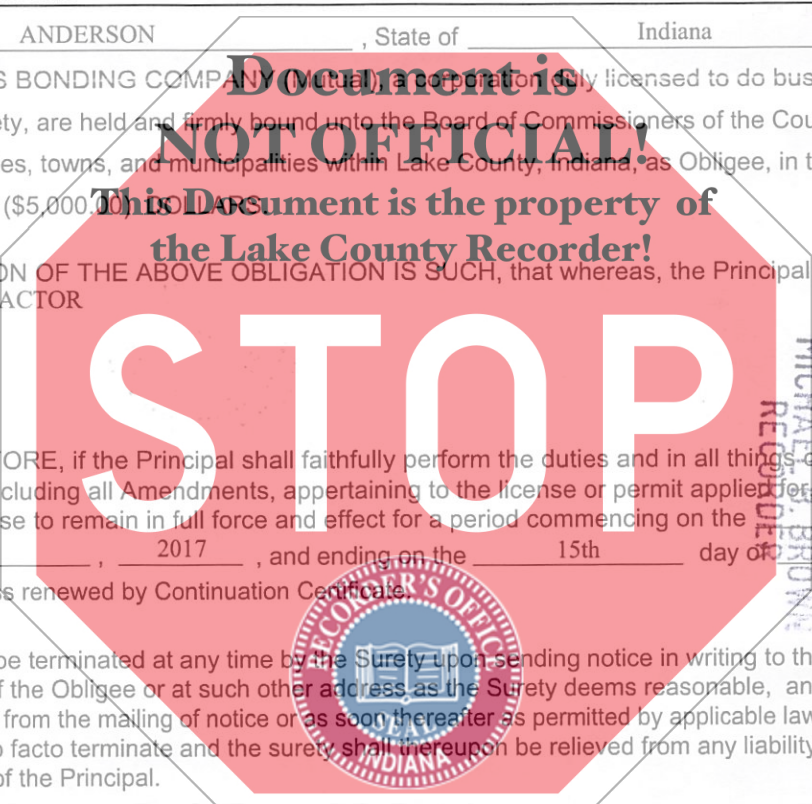 ANDERSON , State of Indiana
S BONDING COMPANY (Mutual), a corporation duly licensed to do bus
Document is
ety, are held and firmly bound unto the Board of Commissioners of the Cou
NOT OFFICIAL!
es, towns, and municipalities within Lake County, Indiana, as Obligee, in t
This Document is the property of
($5,000.00) DOLLARS.
the Lake County Recorder!
ON OF THE ABOVE OBLIGATION IS SUCH, that whereas, the Principal
ACTOR
STOP
MICHAEL B. BROWN
RECORDER
ORE, if the Principal shall faithfully perform the duties and in all things
cluding all Amendments, appertaining to the license or permit applied for
se to remain in full force and effect for a period commencing on the
, 2017 , and ending on the 15th day of
s renewed by Continuation Certificate.
RECORDER'S OFFICE
SEAL
INDIANA
be terminated at any time by the Surety upon sending notice in writing to th
f the Obligee or at such other address as the Surety deems reasonable, an
from the mailing of notice or as soon thereafter as permitted by applicable law
o facto terminate and the surety shall thereupon be relieved from any liability
of the Principal.